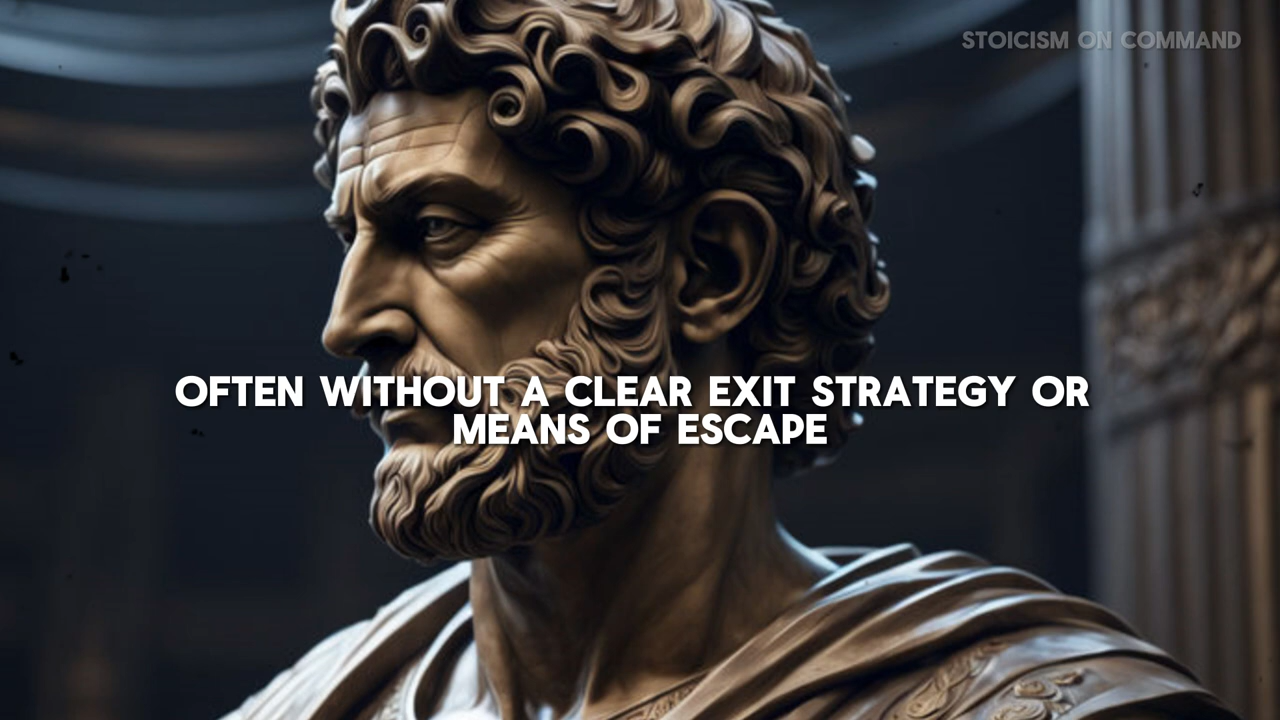 STOICISM ON COMMAND
OFTEN WITHOUT A CLEAR EXIT STRATEGY OR
MEANS OF ESCAPE